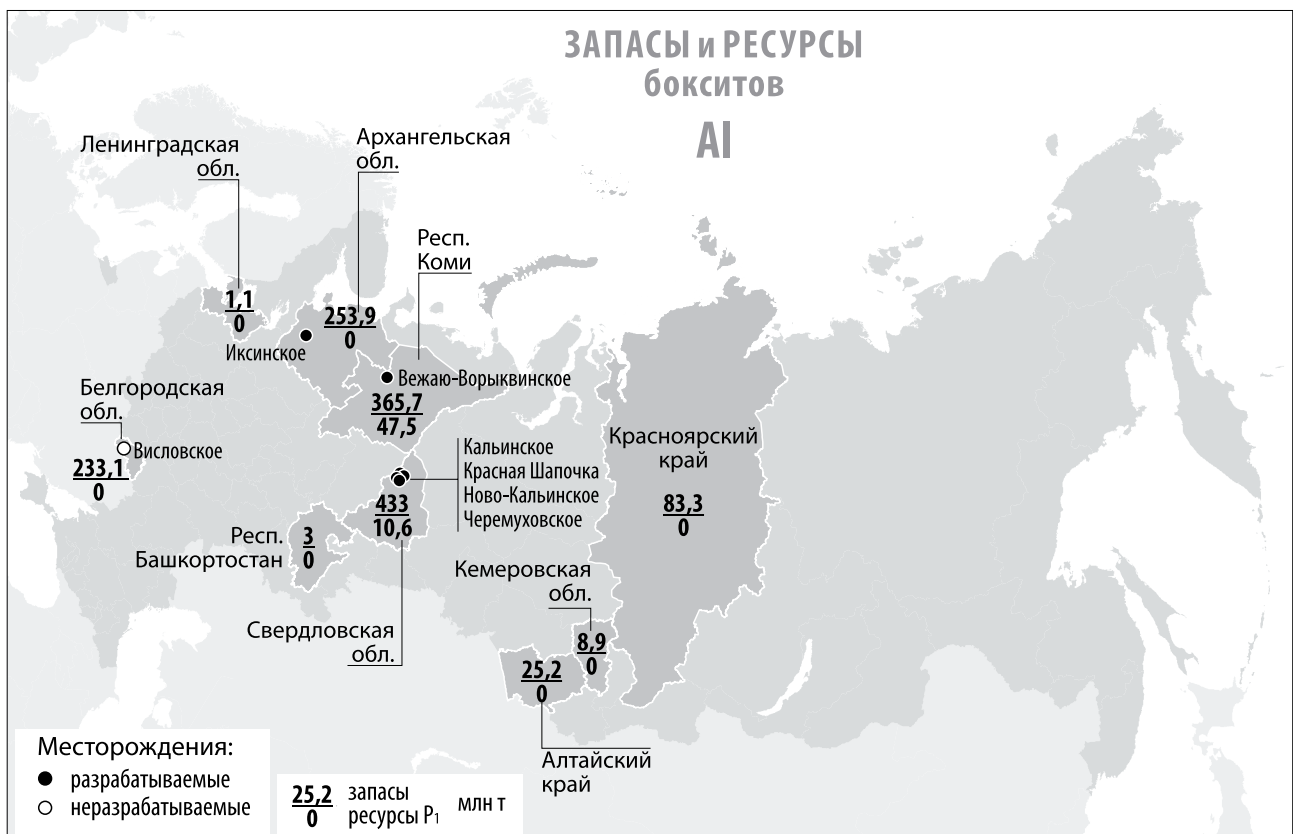 ЗАПАСЫ и РЕСУРСЫ
бокситов
Al
Ленинградская
обл.
Архангельская
обл.
Респ.
Коми
1,1
0
253,9
0
Иксинское
Вежаю-Ворыквинское
365,7
47,5
Белгородская
обл.
Висловское
233,1
0
Кальинское
Красная Шапочка
Ново-Кальинское
Черемуховское
433
10,6
Красноярский
край
83,3
0
Респ.
Башкортостан
3
0
Кемеровская
обл.
8,9
0
Свердловская
обл.
25,2
0
Алтайский
край
Месторождения:
разрабатываемые
неразрабатываемые
25,2 запасы
0 ресурсы P₁
млн т